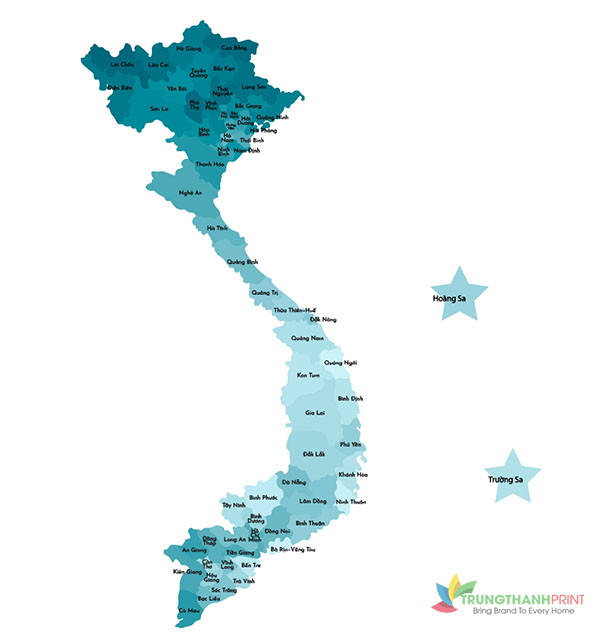 Hà Giang
Cao Bằng
Lai Châu
Lào Cai
Tuyên
Quang
Bắc Kạn
Điện Biên
Yên Bái
Thái
Nguyên
Lạng Sơn
Sơn La
Phú
Thọ
Vĩnh
Phúc
Bắc Giang
Quảng Ninh
Hải
Dương
Hải Phòng
Hòa
Bình
Hà
Nam
Thái Bình
Ninh
Bình
Nam Định
Thanh Hóa
Nghệ An
Hà Tĩnh
Quảng Bình
Quảng Trị
Hoàng Sa
Thừa Thiên-Huế
Đắk Nẵng
Quảng Nam
Quảng Ngãi
Kon Tum
Bình Định
Gia Lai
Phú Yên
Đắk Lắk
Khánh Hòa
Trường Sa
Đà Nẵng
Bình Phước
Lâm Đồng
Ninh Thuận
Tây Ninh
Bình
Dương
Bình Thuận
Hồ
Chí
Minh
Đồng Nai
Đồng
Tháp
Long An
An Giang
Tiền Giang
Bà Rịa-Vũng Tàu
Cần
Thơ
Vĩnh
Long
Bến Tre
Kiên Giang
Hậu
Giang
Trà Vinh
Sóc Trăng
Bạc Liêu
Cà Mau
TRUNGTHANHPRINT
Bring Brand To Every Home